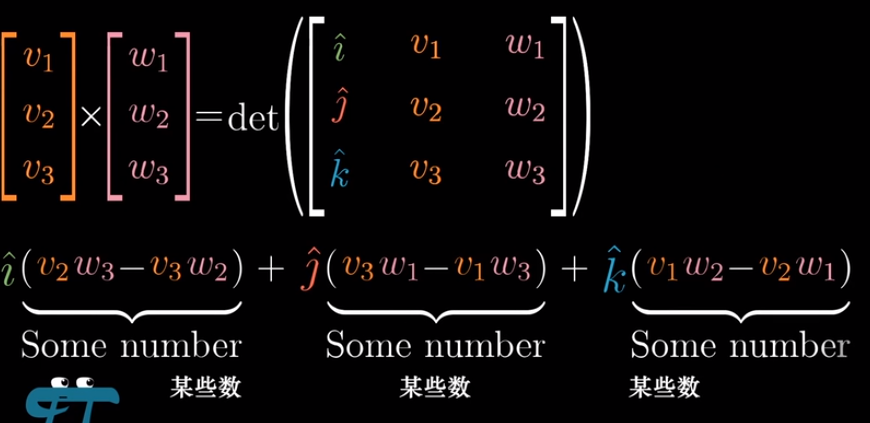 [v₁ v₂ v₃] × [w₁ w₂ w₃] = det([î v₁ w₁; ĵ v₂ w₂; k̂ v₃ w₃])
î(v₂w₃−v₃w₂) + ĵ(v₃w₁−v₁w₃) + k̂(v₁w₂−v₂w₁)
Some number Some number Some number
某些数 某些数 某些数